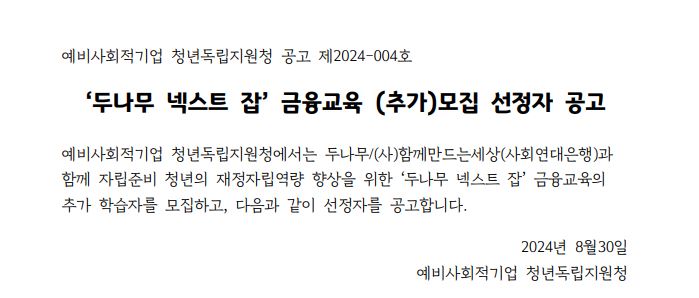 예비사회적기업 청년독립지원청 공고 제2024-004호
‘두나무 넥스트 잡’ 금융교육 (추가)모집 선정자 공고
예비사회적기업 청년독립지원청에서는 두나무/(사)함께만드는세상(사회연대은행)과
함께 자립준비 청년의 재정자립역량 향상을 위한 ‘두나무 넥스트 잡’ 금융교육의
추가 학습자를 모집하고, 다음과 같이 선정자를 공고합니다.
2024년 8월30일
예비사회적기업 청년독립지원청